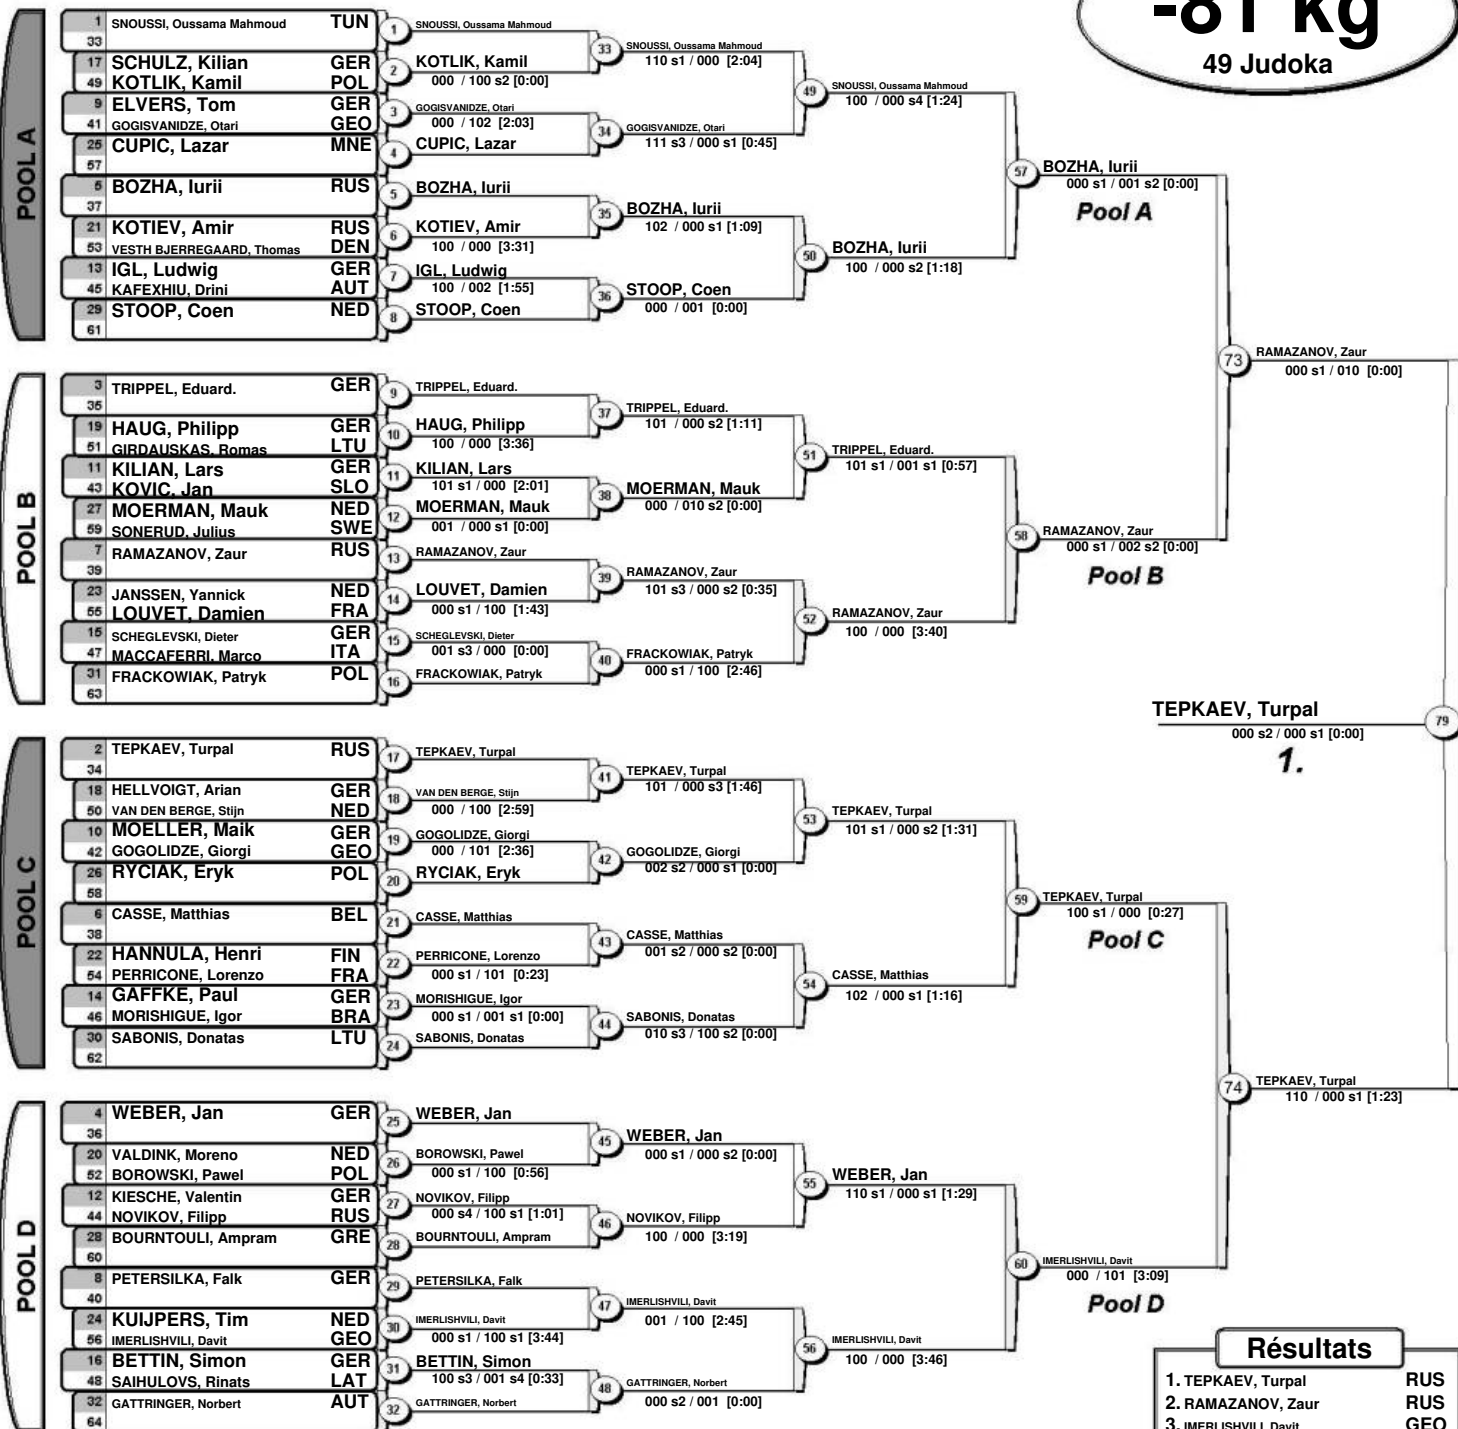 -81 kg
49 Judoka
POOL A
1 SNOUSSI, Oussama Mahmoud TUN
33
17 SCHULZ, Kilian GER
49 KOTLIK, Kamil POL
9 ELVERS, Tom GER
41 GOGISVANIDZE, Otari GEO
25 CUPIC, Lazar MNE
57
5 BOZHA, Iurii RUS
37
21 KOTIEV, Amir RUS
53 VESTH BJERREGAARD, Thomas DEN
13 IGL, Ludwig GER
45 KAFEXHIU, Drini AUT
29 STOOP, Coen NED
61
1 SNOUSSI, Oussama Mahmoud
2 KOTLIK, Kamil
000 / 100 s2 [0:00]
3 GOGISVANIDZE, Otari
000 / 102 [2:03]
4 CUPIC, Lazar
5 BOZHA, Iurii
6 KOTIEV, Amir
100 / 000 [3:31]
7 IGL, Ludwig
100 / 002 [1:55]
8 STOOP, Coen
33 SNOUSSI, Oussama Mahmoud
110 s1 / 000 [2:04]
34 GOGISVANIDZE, Otari
111 s3 / 000 s1 [0:45]
35 BOZHA, Iurii
102 / 000 s1 [1:09]
36 STOOP, Coen
000 / 001 [0:00]
49 SNOUSSI, Oussama Mahmoud
100 / 000 s4 [1:24]
50 BOZHA, Iurii
100 / 000 s2 [1:18]
57 BOZHA, Iurii
000 s1 / 001 s2 [0:00]
Pool A
POOL B
3 TRIPPEL, Eduard. GER
35
19 HAUG, Philipp GER
51 GIRDAUSKAS, Romas LTU
11 KILIAN, Lars GER
43 KOVIC, Jan SLO
27 MOERMAN, Mauk NED
59 SONERUD, Julius SWE
7 RAMAZANOV, Zaur RUS
39
23 JANSSEN, Yannick NED
55 LOUVET, Damien FRA
15 SCHEGLEVSKI, Dieter GER
47 MACCAFERRI, Marco ITA
31 FRACKOWIAK, Patryk POL
63
9 TRIPPEL, Eduard.
10 HAUG, Philipp
100 / 000 [3:36]
11 KILIAN, Lars
101 s1 / 000 [2:01]
12 MOERMAN, Mauk
001 / 000 s1 [0:00]
13 RAMAZANOV, Zaur
14 LOUVET, Damien
000 s1 / 100 [1:43]
15 SCHEGLEVSKI, Dieter
001 s3 / 000 [0:00]
16 FRACKOWIAK, Patryk
37 TRIPPEL, Eduard.
101 / 000 s2 [1:11]
38 MOERMAN, Mauk
000 / 010 s2 [0:00]
39 RAMAZANOV, Zaur
101 s3 / 000 s2 [0:35]
40 FRACKOWIAK, Patryk
000 s1 / 100 [2:46]
51 TRIPPEL, Eduard.
101 s1 / 001 s1 [0:57]
52 RAMAZANOV, Zaur
100 / 000 [3:40]
58 RAMAZANOV, Zaur
000 s1 / 002 s2 [0:00]
Pool B
73 RAMAZANOV, Zaur
000 s1 / 010 [0:00]
TEPKAEV, Turpal 79
000 s2 / 000 s1 [0:00]
1.
POOL C
2 TEPKAEV, Turpal RUS
34
18 HELLVOIGT, Arian GER
50 VAN DEN BERGE, Stijn NED
10 MOELLER, Maik GER
42 GOGOLIDZE, Giorgi GEO
26 RYCIAK, Eryk POL
58
6 CASSE, Matthias BEL
38
22 HANNULA, Henri FIN
54 PERRICONE, Lorenzo FRA
14 GAFFKE, Paul GER
46 MORISHIGUE, Igor BRA
30 SABONIS, Donatas LTU
62
17 TEPKAEV, Turpal
18 VAN DEN BERGE, Stijn
000 / 100 [2:59]
19 GOGOLIDZE, Giorgi
000 / 101 [2:36]
20 RYCIAK, Eryk
21 CASSE, Matthias
22 PERRICONE, Lorenzo
000 s1 / 101 [0:23]
23 MORISHIGUE, Igor
000 s1 / 001 s1 [0:00]
24 SABONIS, Donatas
41 TEPKAEV, Turpal
101 / 000 s3 [1:46]
42 GOGOLIDZE, Giorgi
002 s2 / 000 s1 [0:00]
43 CASSE, Matthias
001 s2 / 000 s2 [0:00]
44 SABONIS, Donatas
010 s3 / 100 s2 [0:00]
53 TEPKAEV, Turpal
101 s1 / 000 s2 [1:31]
54 CASSE, Matthias
102 / 000 s1 [1:16]
59 TEPKAEV, Turpal
100 s1 / 000 [0:27]
Pool C
74 TEPKAEV, Turpal
110 / 000 s1 [1:23]
POOL D
4 WEBER, Jan GER
36
20 VALDINK, Moreno NED
52 BOROWSKI, Pawel POL
12 KIESCHE, Valentin GER
44 NOVIKOV, Filipp RUS
28 BOURNTOULI, Ampram GRE
60
8 PETERSILKA, Falk GER
40
24 KUIJPERS, Tim NED
56 IMERLISHVILI, Davit GEO
16 BETTIN, Simon GER
48 SAIHULOVS, Rinats LAT
32 GATTRINGER, Norbert AUT
64
25 WEBER, Jan
26 BOROWSKI, Pawel
000 s1 / 100 [0:56]
27 NOVIKOV, Filipp
000 s4 / 100 s1 [1:01]
28 BOURNTOULI, Ampram
29 PETERSILKA, Falk
30 IMERLISHVILI, Davit
000 s1 / 100 s1 [3:44]
31 BETTIN, Simon
100 s3 / 001 s4 [0:33]
32 GATTRINGER, Norbert
45 WEBER, Jan
000 s1 / 000 s2 [0:00]
46 NOVIKOV, Filipp
100 / 000 [3:19]
47 IMERLISHVILI, Davit
001 / 100 [2:45]
48 GATTRINGER, Norbert
000 s2 / 001 [0:00]
55 WEBER, Jan
110 s1 / 000 s1 [1:29]
56 IMERLISHVILI, Davit
100 / 000 [3:46]
60 IMERLISHVILI, Davit
000 / 101 [3:09]
Pool D
Résultats
1. TEPKAEV, Turpal RUS
2. RAMAZANOV, Zaur RUS
3. IMERLISHVILI, Davit GEO